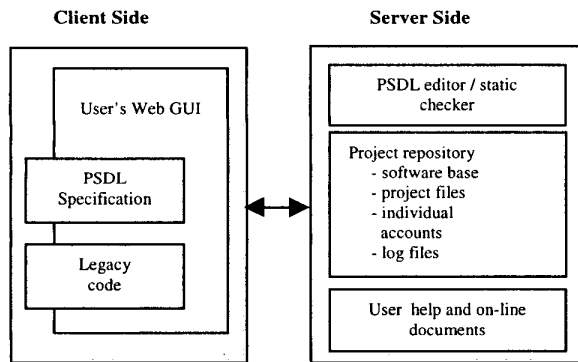 Client Side
User's Web GUI
PSDL
Specification
Legacy
code
Server Side
PSDL editor / static
checker
Project repository
- software base
- project files
- individual
accounts
- log files
User help and on-line
documents